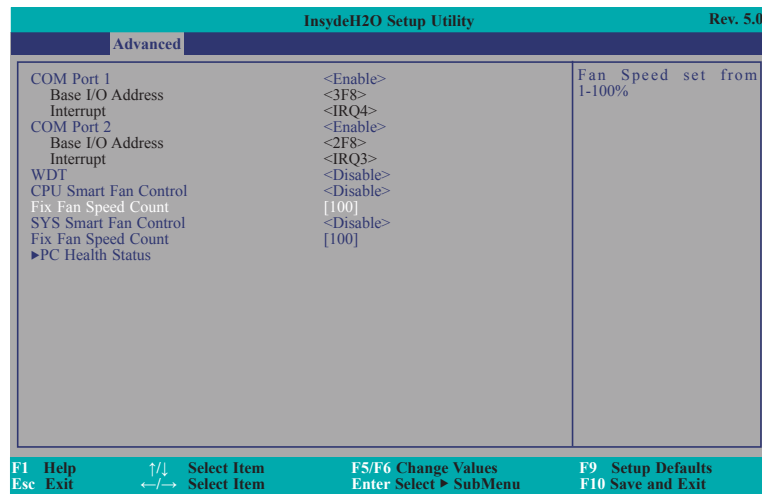 InsydeH2O Setup Utility Rev. 5.0
Advanced
COM Port 1 <Enable>
Base I/O Address <3F8>
Interrupt <IRQ4>
COM Port 2 <Enable>
Base I/O Address <2F8>
Interrupt <IRQ3>
WDT <Disable>
CPU Smart Fan Control <Disable>
Fix Fan Speed Count [100]
SYS Smart Fan Control <Disable>
Fix Fan Speed Count [100]
▶PC Health Status
Fan Speed set from
1-100%
F1 Help ↑/↓ Select Item F5/F6 Change Values F9 Setup Defaults
Esc Exit ←/→ Select Item Enter Select ▶ SubMenu F10 Save and Exit